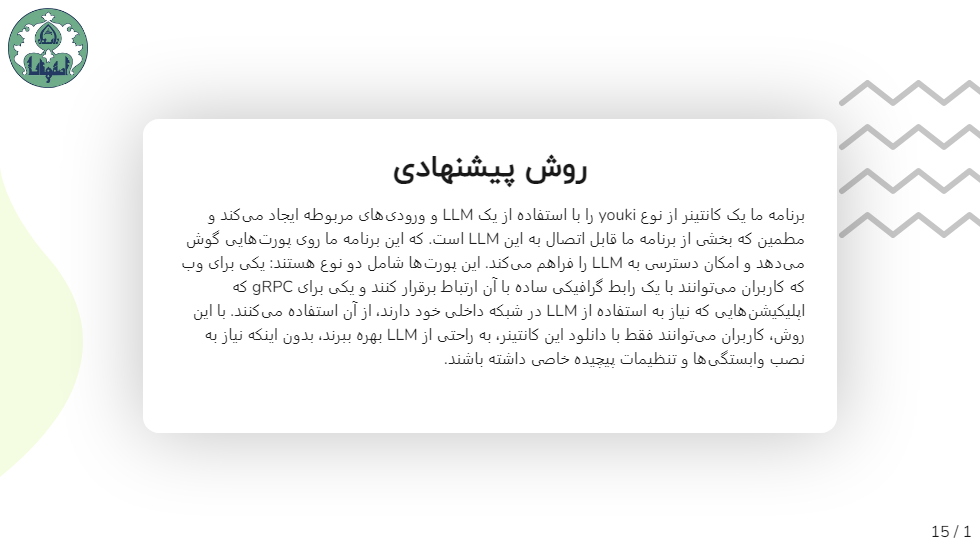 روش پیشنهادی
برنامه ما یک کانتینر از نوع youki را با استفاده از یک LLM و ورودی‌های مربوطه ایجاد می‌کند و
مطمین که بخشی از برنامه ما قابل اتصال به این LLM است. که این برنامه ما روی پورت‌هایی گوش
می‌دهد و امکان دسترسی به LLM را فراهم می‌کند. این پورت‌ها شامل دو نوع هستند: یکی برای وب
که کاربران می‌توانند با یک رابط گرافیکی ساده با آن ارتباط برقرار کنند و یکی برای gRPC که
اپلیکیشن‌هایی که نیاز به استفاده از LLM در شبکه داخلی خود دارند، از آن استفاده می‌کنند. با این
روش، کاربران می‌توانند فقط با دانلود این کانتینر، به راحتی از LLM بهره ببرند، بدون اینکه نیاز به
نصب وابستگی‌ها و تنظیمات پیچیده خاصی داشته باشند.
15 / 1